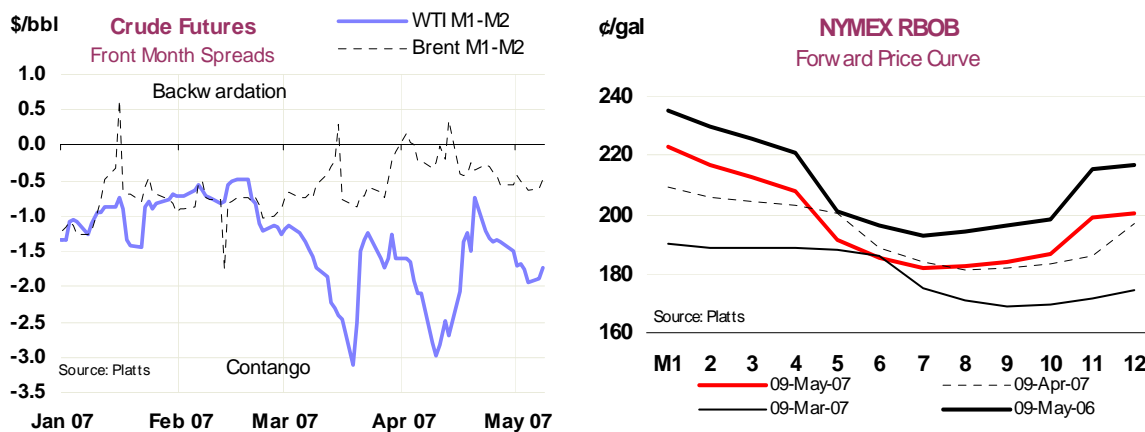 $/bbl
Crude Futures
Front Month Spreads
WTI M1-M2
Brent M1-M2
1.0
0.5
0.0
-0.5
-1.0
-1.5
-2.0
-2.5
-3.0
-3.5
Backwardation
Contango
Source: Platts
Jan 07 Feb 07 Mar 07 Apr 07 May 07
¢/gal
NYMEX RBOB
Forward Price Curve
240
220
200
180
160
Source: Platts
M1 2 3 4 5 6 7 8 9 10 11 12
09-May-07 09-Apr-07
09-Mar-07 09-May-06